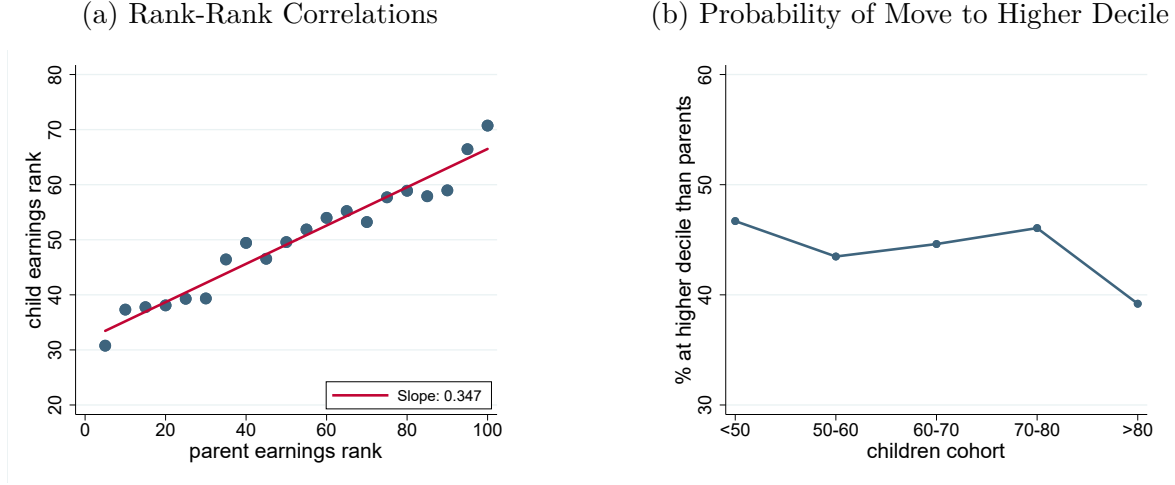 (a) Rank-Rank Correlations
child earnings rank
80
70
60
50
40
30
20
Slope: 0.347
0 20 40 60 80 100
parent earnings rank
(b) Probability of Move to Higher Decile
% at higher decile than parents
60
50
40
30
<50 50-60 60-70 70-80 >80
children cohort